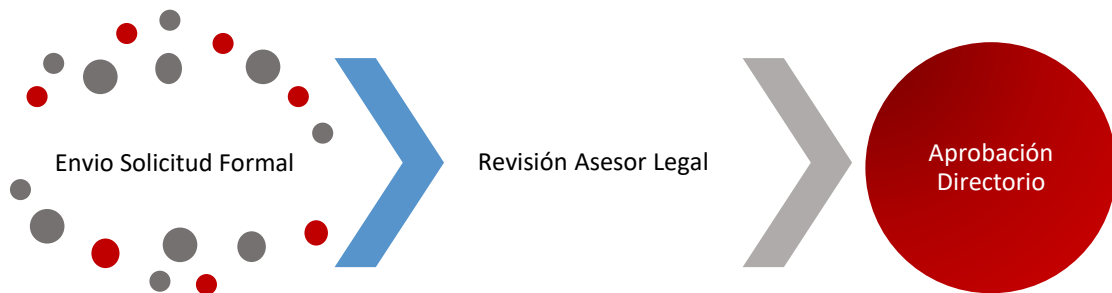 Envio Solicitud Formal
Revisión Asesor Legal
Aprobación
Directorio